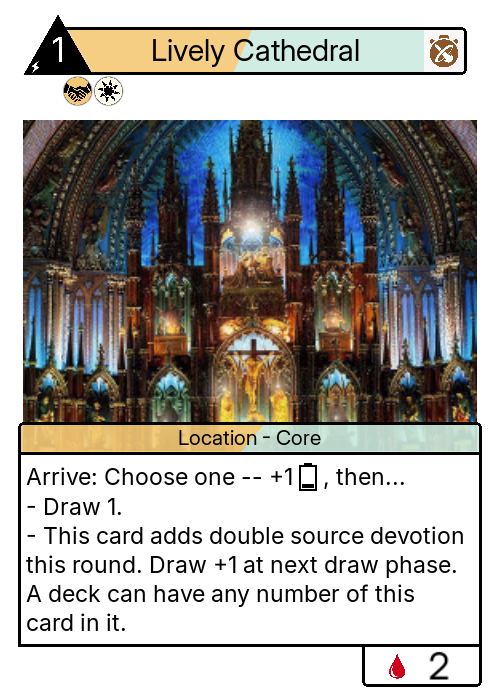 1
Lively Cathedral
Location - Core
Arrive: Choose one -- +1 , then...
- Draw 1.
- This card adds double source devotion
this round. Draw +1 at next draw phase.
A deck can have any number of this
card in it.
2